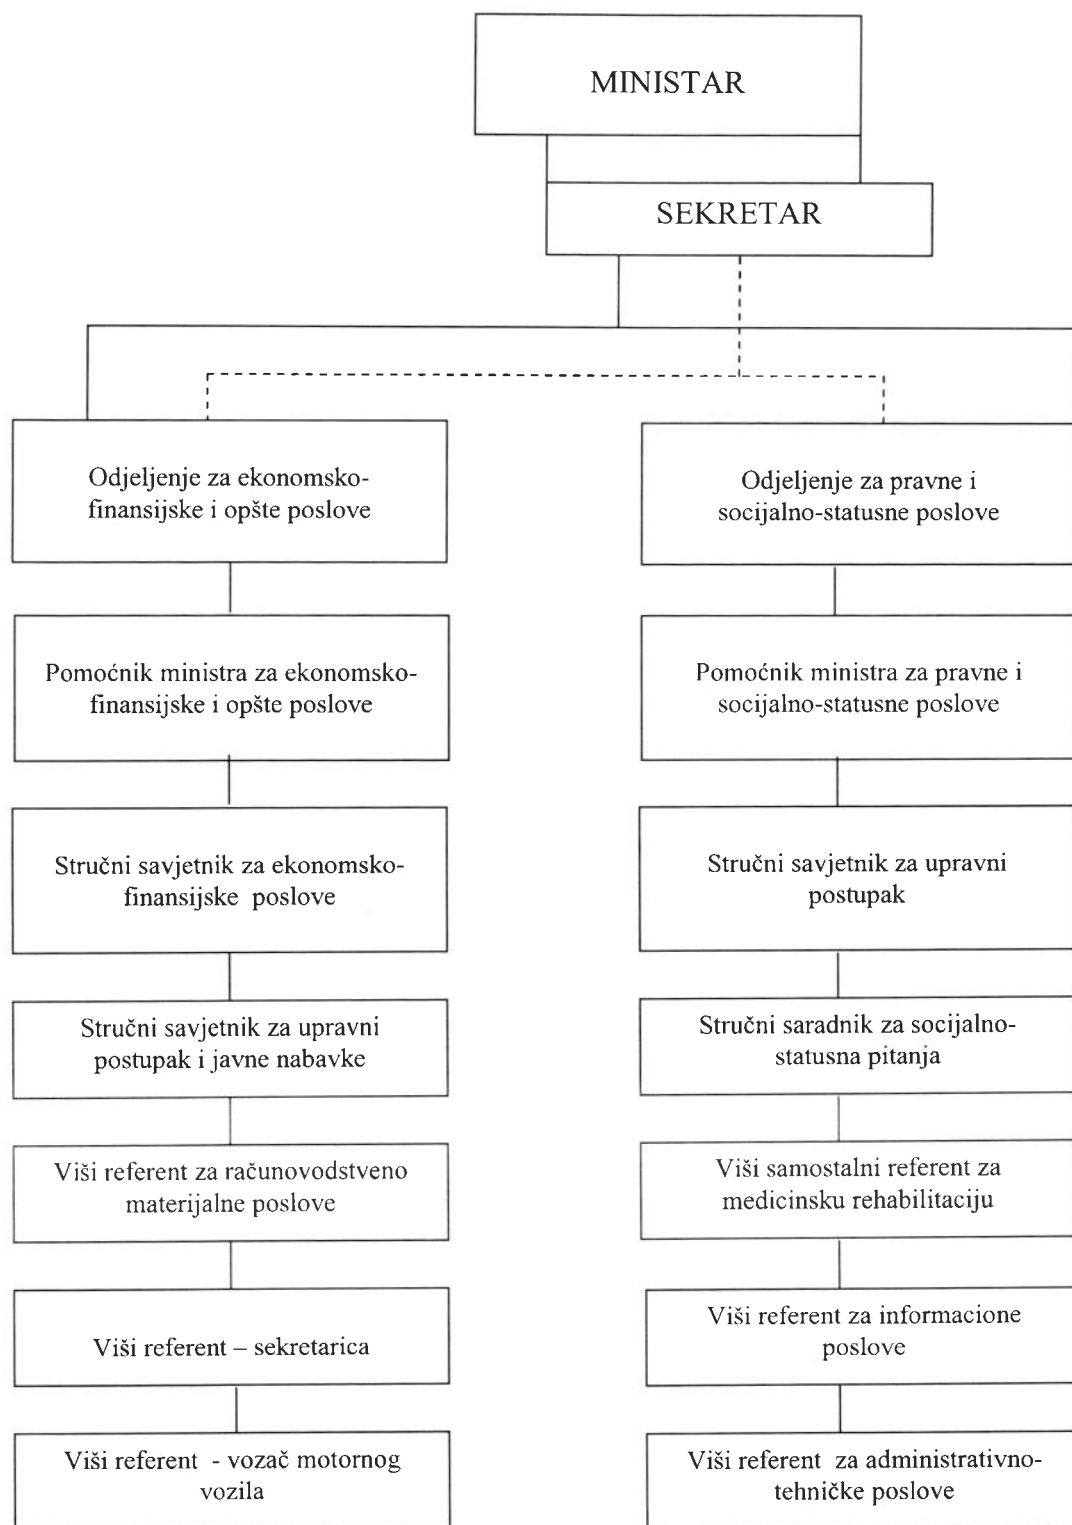 MINISTAR
SEKRETAR
Odjeljenje za ekonomsko-
finansijske i opšte poslove
Pomoćnik ministra za ekonomsko-
finansijske i opšte poslove
Stručni savjetnik za ekonomsko-
finansijske poslove
Stručni savjetnik za upravni
postupak i javne nabavke
Viši referent za računovodstveno
materijalne poslove
Viši referent – sekretarica
Viši referent - vozač motornog
vozila
Odjeljenje za pravne i
socijalno-statusne poslove
Pomoćnik ministra za pravne i
socijalno-statusne poslove
Stručni savjetnik za upravni
postupak
Stručni saradnik za socijalno-
statusna pitanja
Viši samostalni referent za
medicinsku rehabilitaciju
Viši referent za informacione
poslove
Viši referent za administrativno-
tehničke poslove